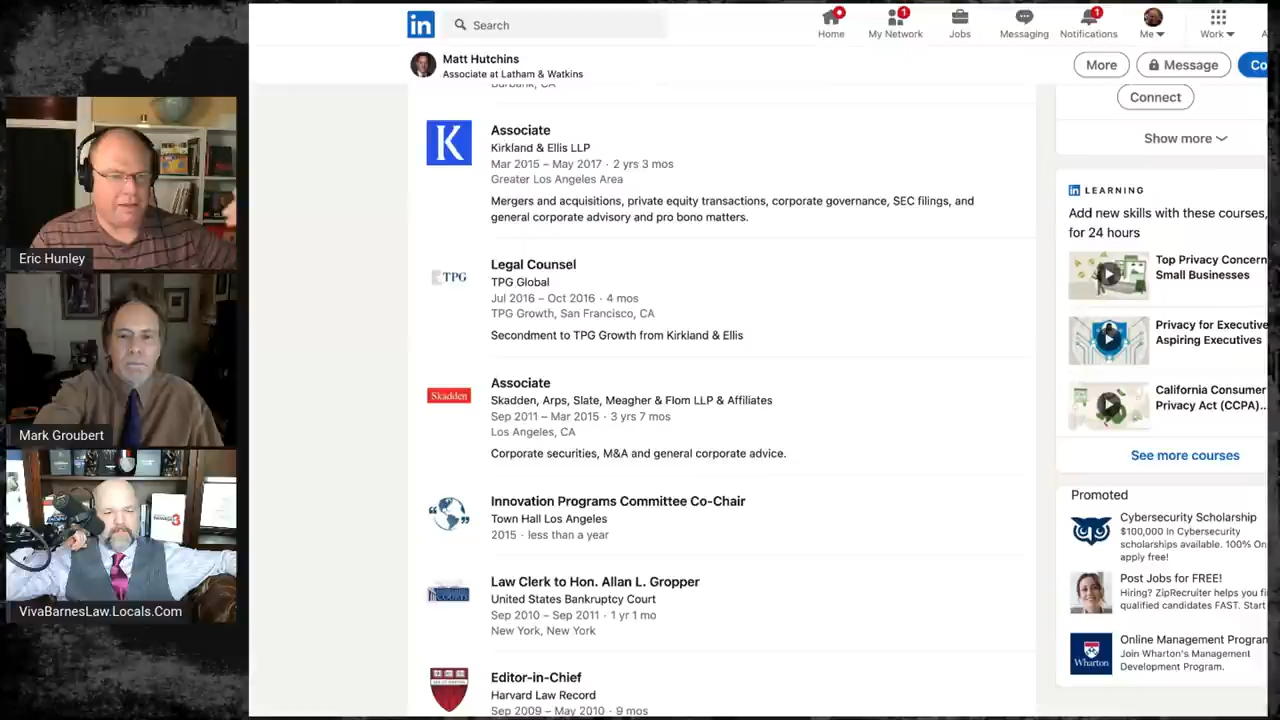 in
Search
Home
1
My Network
Jobs
Messaging
1
Notifications
Me
Work
Matt Hutchins
Associate at Latham & Watkins
More
Message
Co
Burbank, CA
Connect
Show more
K
Associate
Kirkland & Ellis LLP
Mar 2015 – May 2017 · 2 yrs 3 mos
Greater Los Angeles Area
Mergers and acquisitions, private equity transactions, corporate governance, SEC filings, and
general corporate advisory and pro bono matters.
TPG
Legal Counsel
TPG Global
Jul 2016 – Oct 2016 · 4 mos
TPG Growth, San Francisco, CA
Secondment to TPG Growth from Kirkland & Ellis
Skadden
Associate
Skadden, Arps, Slate, Meagher & Flom LLP & Affiliates
Sep 2011 – Mar 2015 · 3 yrs 7 mos
Los Angeles, CA
Corporate securities, M&A and general corporate advice.
Innovation Programs Committee Co-Chair
Town Hall Los Angeles
2015 · less than a year
Law Clerk to Hon. Allan L. Gropper
United States Bankruptcy Court
Sep 2010 – Sep 2011 · 1 yr 1 mo
New York, New York
Editor-in-Chief
Harvard Law Record
Sep 2009 – May 2010 · 9 mos
in LEARNING
Add new skills with these courses,
for 24 hours
Top Privacy Concern
Small Businesses
Privacy for Executive
Aspiring Executives
California Consumer
Privacy Act (CCPA)...
See more courses
Promoted
Cybersecurity Scholarship
$100,000 In Cybersecurity
scholarships available. 100% On
apply free!
Post Jobs for FREE!
Hiring? ZipRecruiter helps you fi
qualified candidates FAST. Start
Wharton
Online Management Program
Join Wharton's Management
Development Program.
Eric Hunley
Mark Groubert
VivaBarnesLaw.Locals.Com